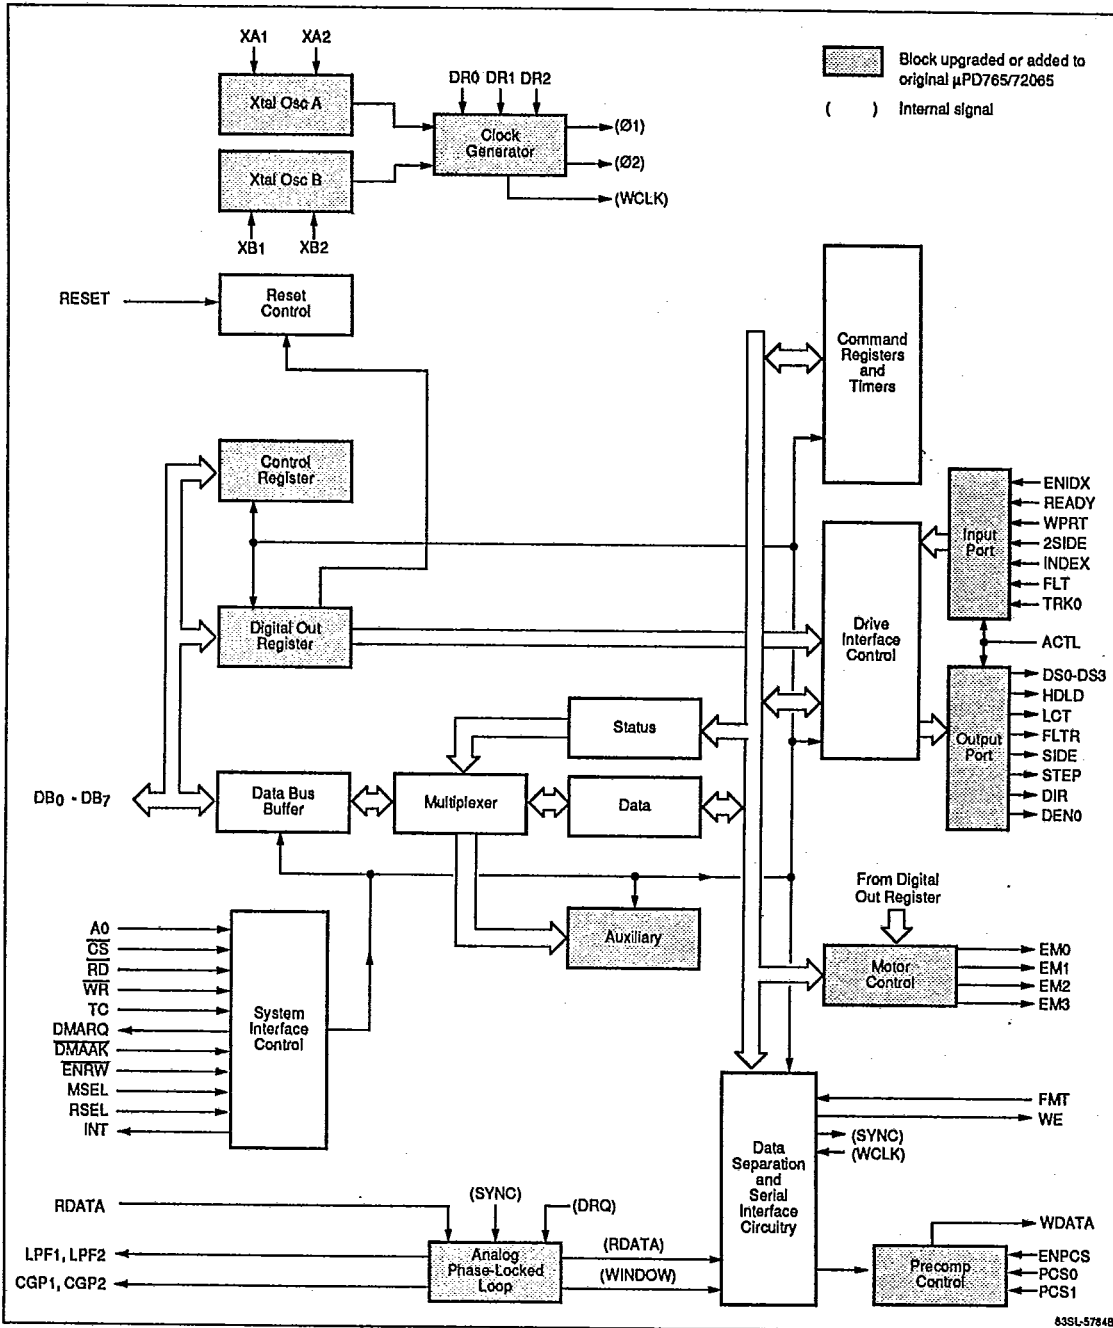 XA1 XA2
Xtal Osc A
DR0 DR1 DR2
Clock
Generator
(Ø1)
(Ø2)
(WCLK)
Xtal Osc B
XB1 XB2
Block upgraded or added to
original µPD765/72065
( ) Internal signal
RESET
Reset
Control
Command
Registers
and
Timers
Control
Register
Digital Out
Register
Drive
Interface
Control
Input
Port
ENIDX
READY
WPRT
2SIDE
INDEX
FLT
TRK0
ACTL
Output
Port
DS0-DS3
HDLD
LCT
FLTR
SIDE
STEP
DIR
DEN0
Status
DB0 - DB7
Data Bus
Buffer
Multiplexer
Data
Auxiliary
From Digital
Out Register
Motor
Control
EM0
EM1
EM2
EM3
A0
C̅S̅
R̅D̅
W̅R̅
TC
DMARQ
D̅M̅A̅A̅K̅
E̅N̅R̅W̅
MSEL
RSEL
INT
System
Interface
Control
Data
Separation
and
Serial
Interface
Circuitry
FMT
WE
(SYNC)
(WCLK)
RDATA
(SYNC)
(DRQ)
LPF1, LPF2
CGP1, CGP2
Analog
Phase-Locked
Loop
(RDATA)
(WINDOW)
Precomp
Control
WDATA
ENPCS
PCS0
PCS1
83SL-5784B